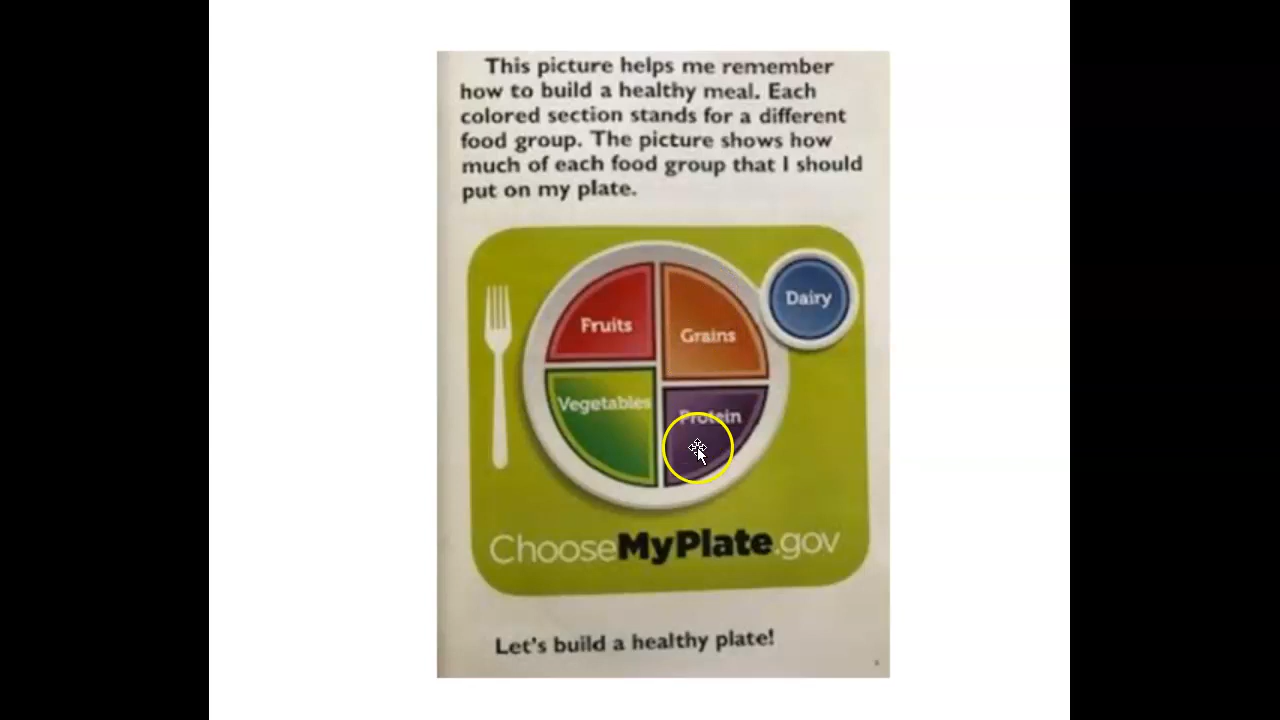 This picture helps me remember
how to build a healthy meal. Each
colored section stands for a different
food group. The picture shows how
much of each food group that I should
put on my plate.
Dairy
Fruits
Grains
Vegetables
Protein
ChooseMyPlate.gov
Let's build a healthy plate!